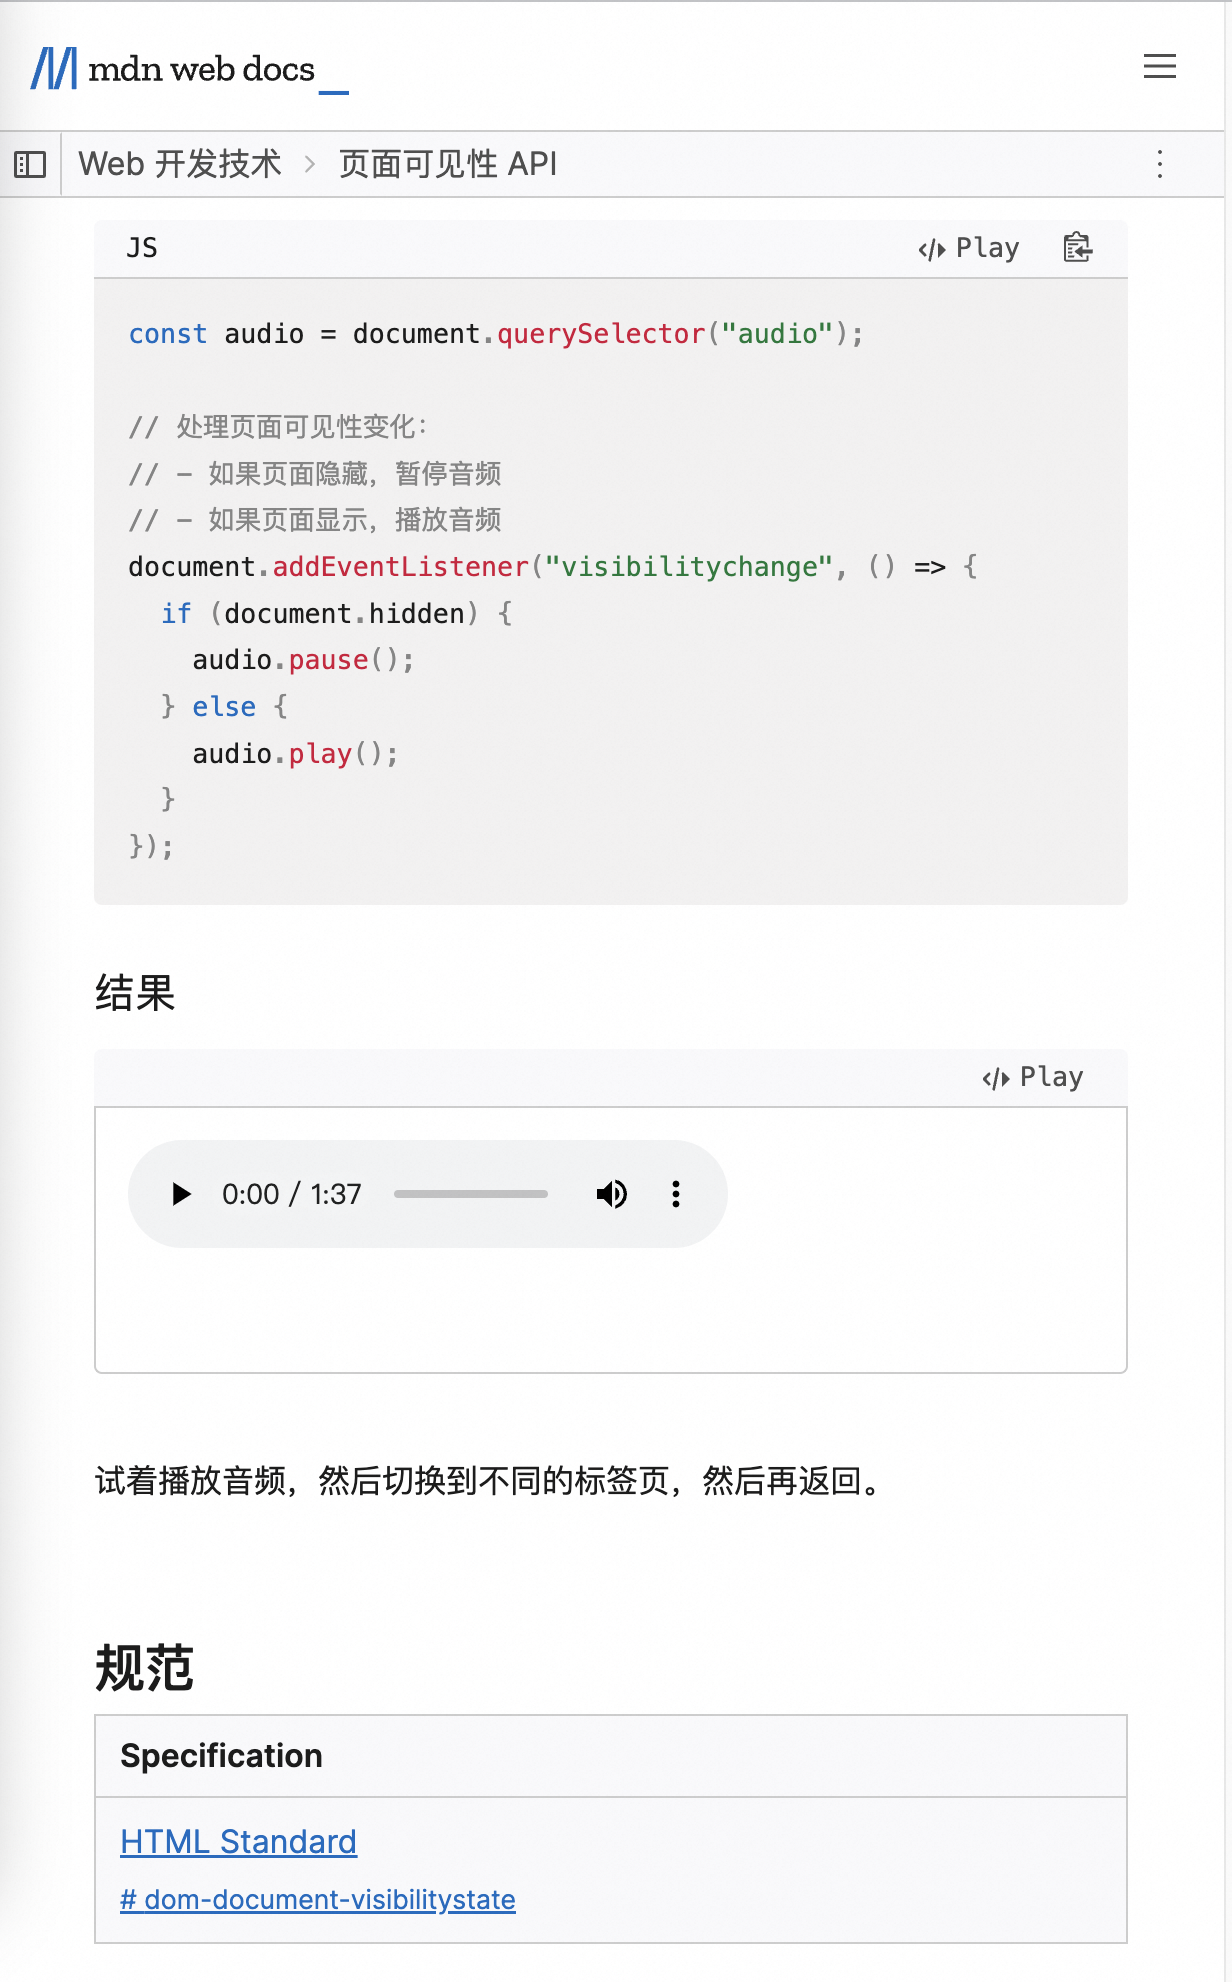 mdn web docs_
Web 开发技术 > 页面可见性 API
JS
Play
const audio = document.querySelector("audio");
// 处理页面可见性变化：
// - 如果页面隐藏，暂停音频
// - 如果页面显示，播放音频
document.addEventListener("visibilitychange", () => {
  if (document.hidden) {
    audio.pause();
  } else {
    audio.play();
  }
});
结果
Play
0:00 / 1:37
试着播放音频，然后切换到不同的标签页，然后再返回。
规范
Specification
HTML Standard
# dom-document-visibilitystate